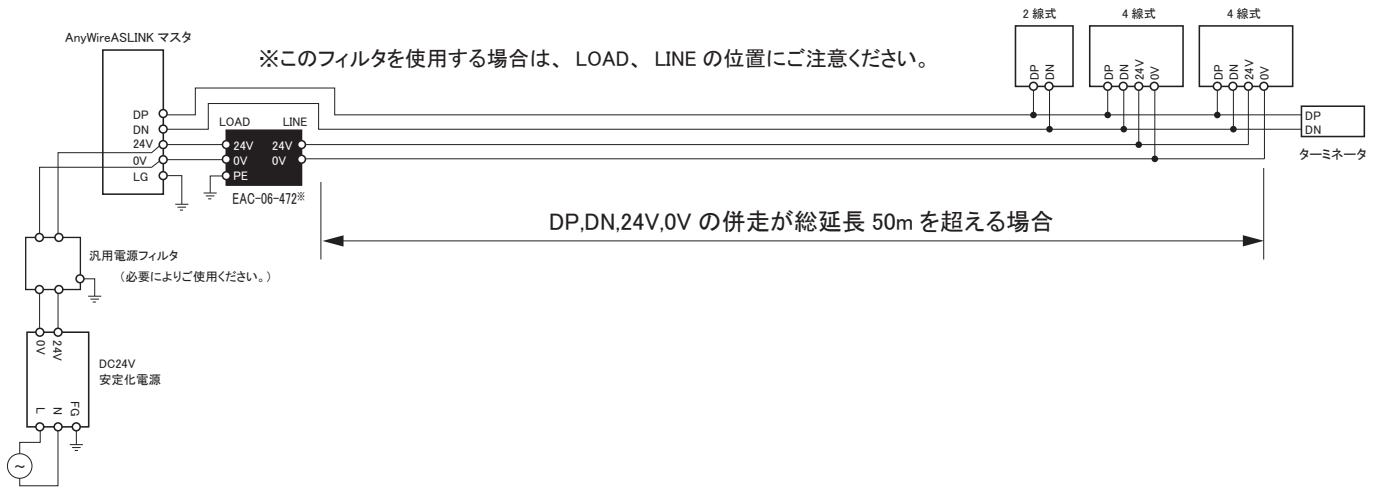 AnyWireASLINK マスタ
※このフィルタを使用する場合は、LOAD、LINE の位置にご注意ください。
2 線式
4 線式
4 線式
DP
DN
DP
DN
24V
0V
DP
DN
24V
0V
DP
DN
24V
0V
LG
LOAD
LINE
24V
24V
0V
0V
PE
EAC-06-472※
DP
DN
ターミネータ
DP,DN,24V,0V の併走が総延長 50m を超える場合
汎用電源フィルタ
（必要によりご使用ください。）
0V
24V
DC24V
安定化電源
L
N
FG
~